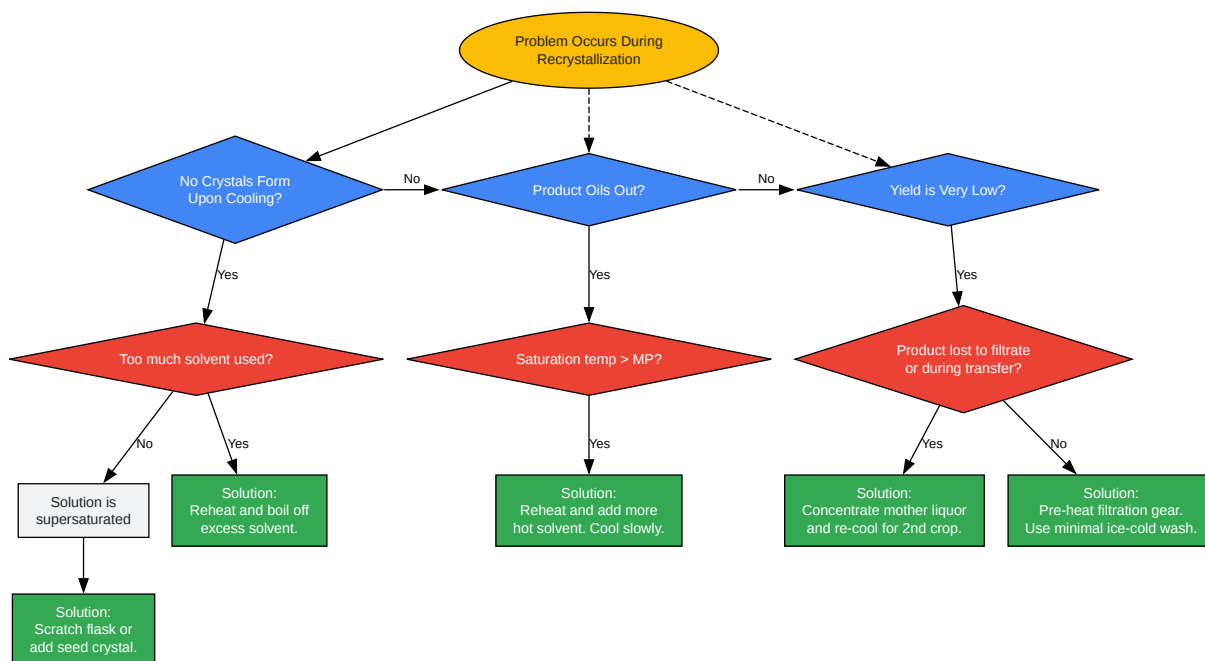 Problem Occurs During
Recrystallization
No Crystals Form
Upon Cooling?
No
Product Oils Out?
No
Yield is Very Low?
Yes
Yes
Yes
Too much solvent used?
Saturation temp > MP?
Product lost to filtrate
or during transfer?
No
Yes
Yes
Yes
No
Solution is
supersaturated
Solution:
Reheat and boil off
excess solvent.
Solution:
Reheat and add more
hot solvent. Cool slowly.
Solution:
Concentrate mother liquor
and re-cool for 2nd crop.
Solution:
Pre-heat filtration gear.
Use minimal ice-cold wash.
Solution:
Scratch flask or
add seed crystal.